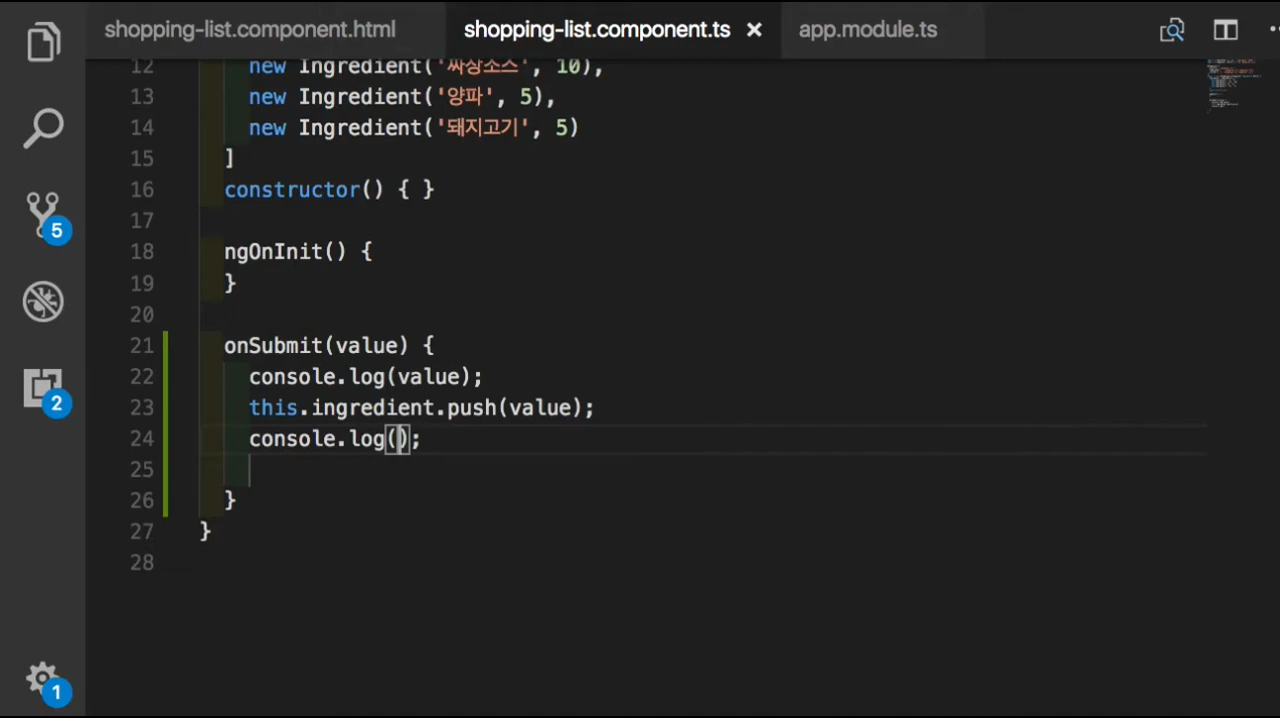 shopping-list.component.html shopping-list.component.ts × app.module.ts
12 new Ingredient('짜장소스', 10),
13 new Ingredient('양파', 5),
14 new Ingredient('돼지고기', 5)
15 ]
16 constructor() { }
17
18 ngOnInit() {
19 }
20
21 onSubmit(value) {
22 console.log(value);
23 this.ingredient.push(value);
24 console.log();
25
26 }
27 }
28
5
2
1